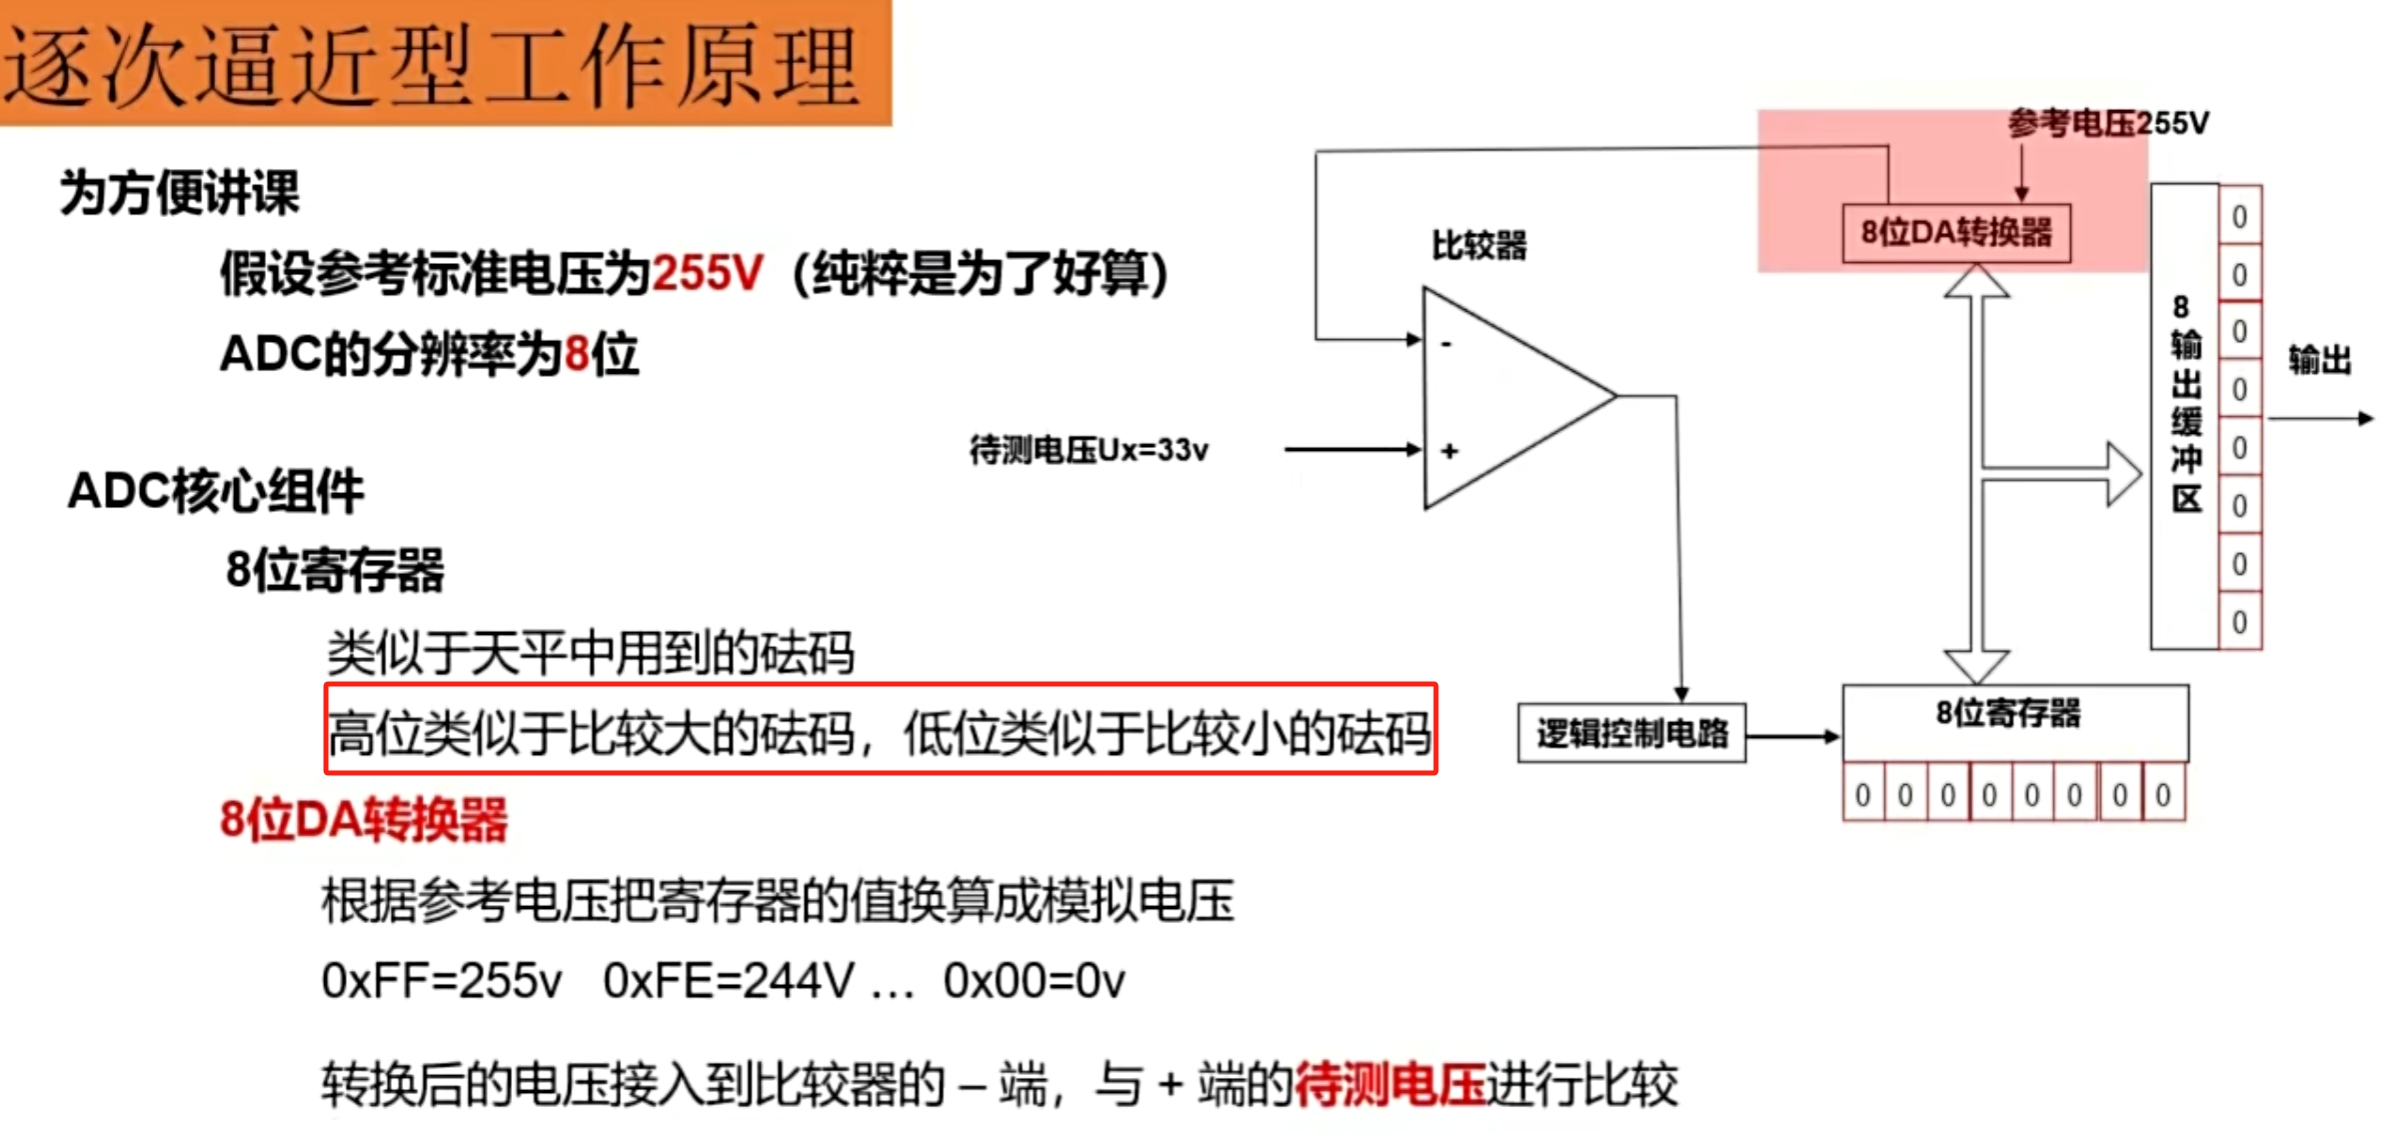 逐次逼近型工作原理
为方便讲课
假设参考标准电压为255V（纯粹是为了好算）
ADC的分辨率为8位
ADC核心组件
8位寄存器
类似于天平中用到的砝码
高位类似于比较大的砝码，低位类似于比较小的砝码
8位DA转换器
根据参考电压把寄存器的值换算成模拟电压
0xFF=255v 0xFE=244V ... 0x00=0v
转换后的电压接入到比较器的 – 端，与 + 端的待测电压进行比较
参考电压255V
8位DA转换器
比较器
-
+
待测电压Ux=33v
逻辑控制电路
8位寄存器
0 0 0 0 0 0 0 0
8
输
出
缓
冲
区
0
0
0
0
0
0
0
0
输出